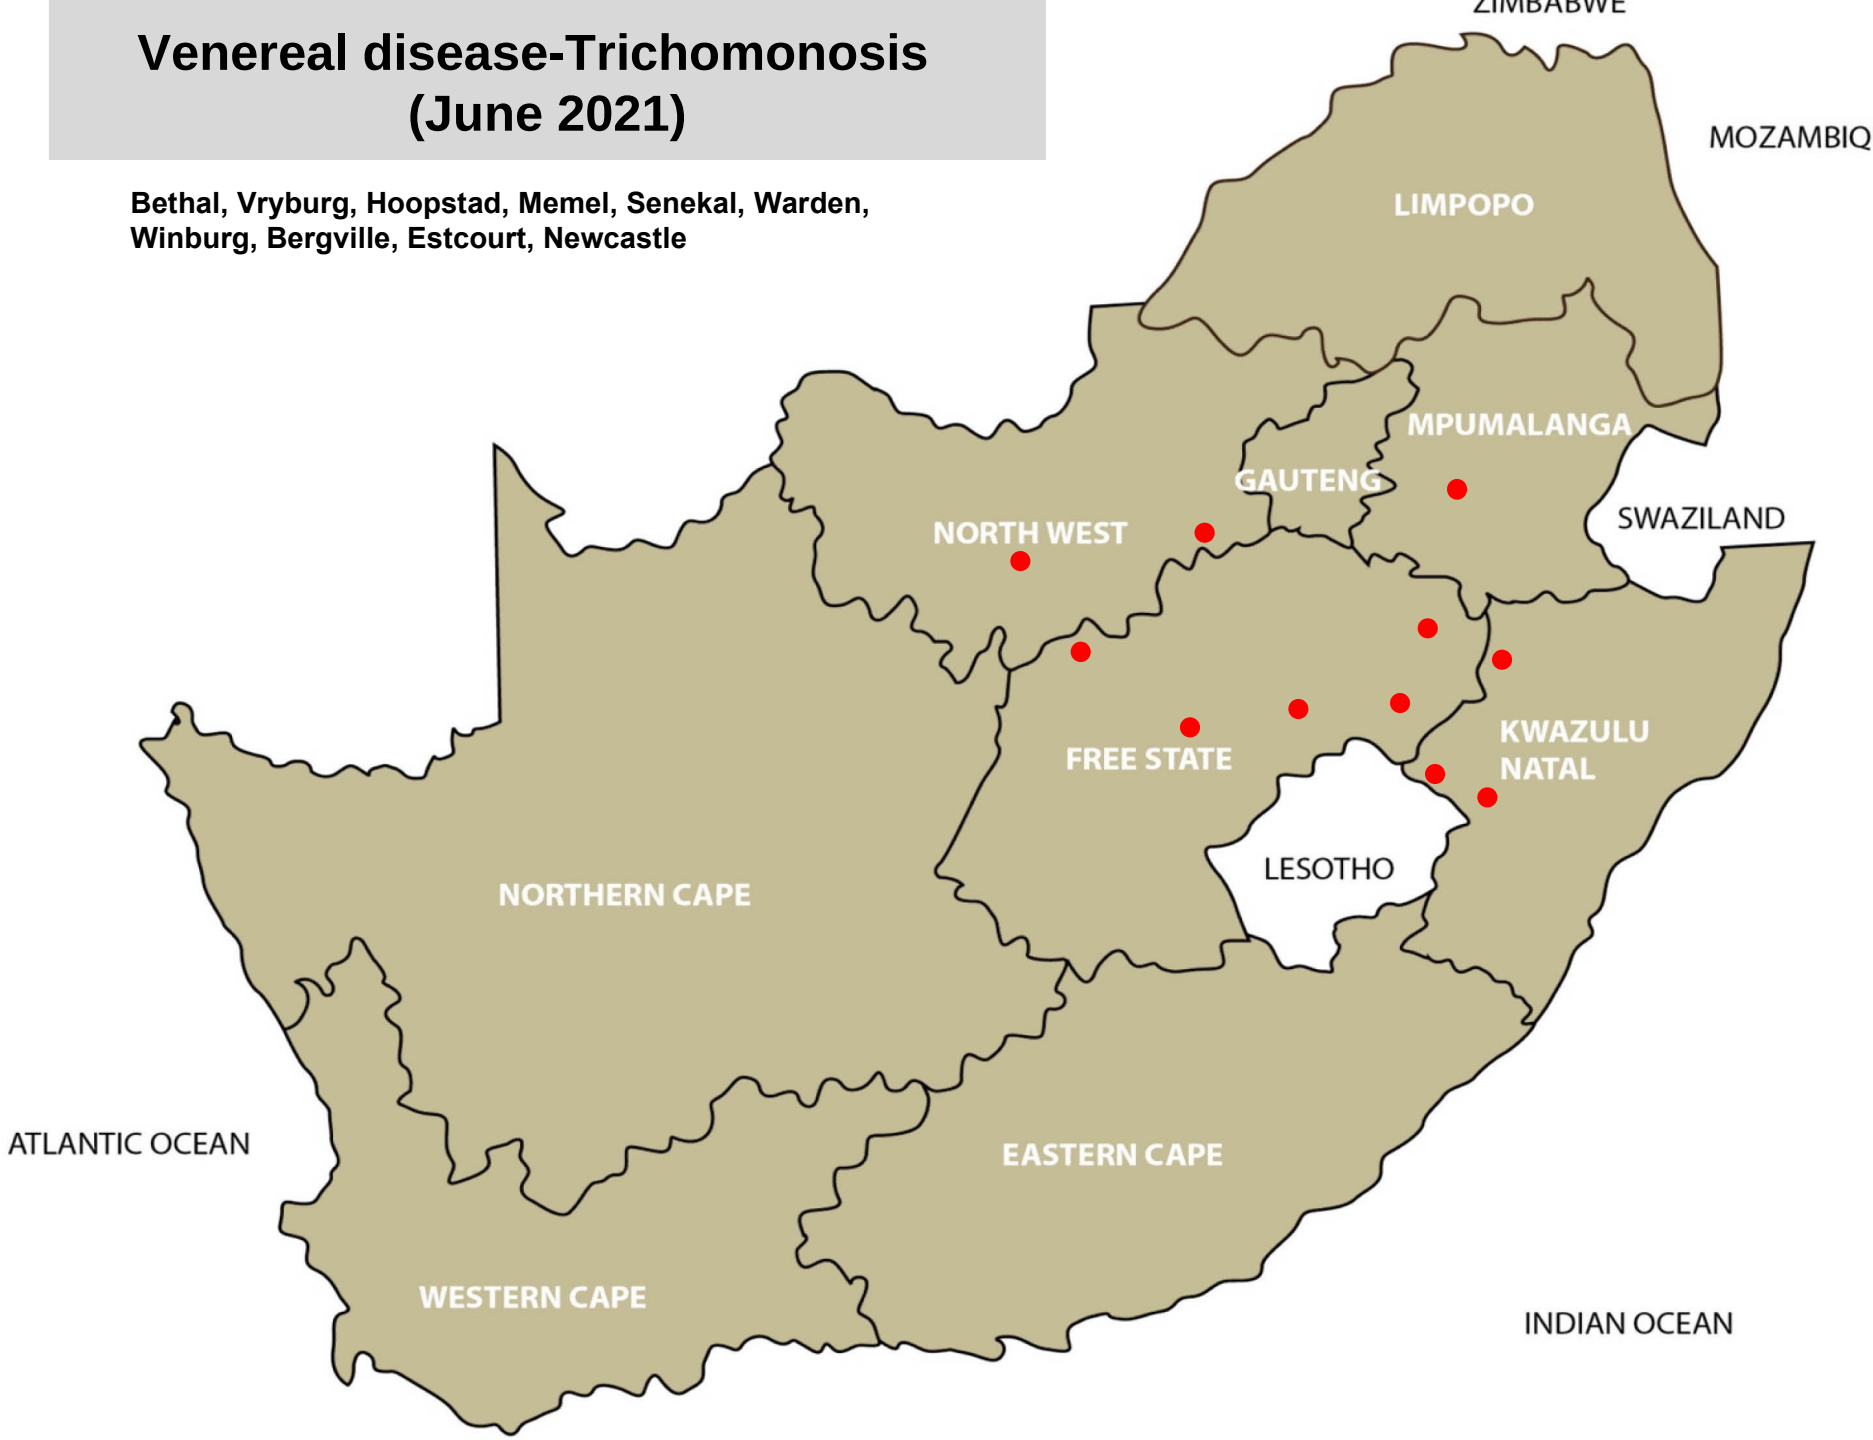 ZIMBABWE
Venereal disease-Trichomonosis
(June 2021)
MOZAMBIQ
Bethal, Vryburg, Hoopstad, Memel, Senekal, Warden,
Winburg, Bergville, Estcourt, Newcastle
LIMPOPO
MPUMALANGA
GAUTENG
SWAZILAND
NORTH WEST
KWAZULU
NATAL
FREE STATE
LESOTHO
NORTHERN CAPE
ATLANTIC OCEAN
EASTERN CAPE
WESTERN CAPE
INDIAN OCEAN